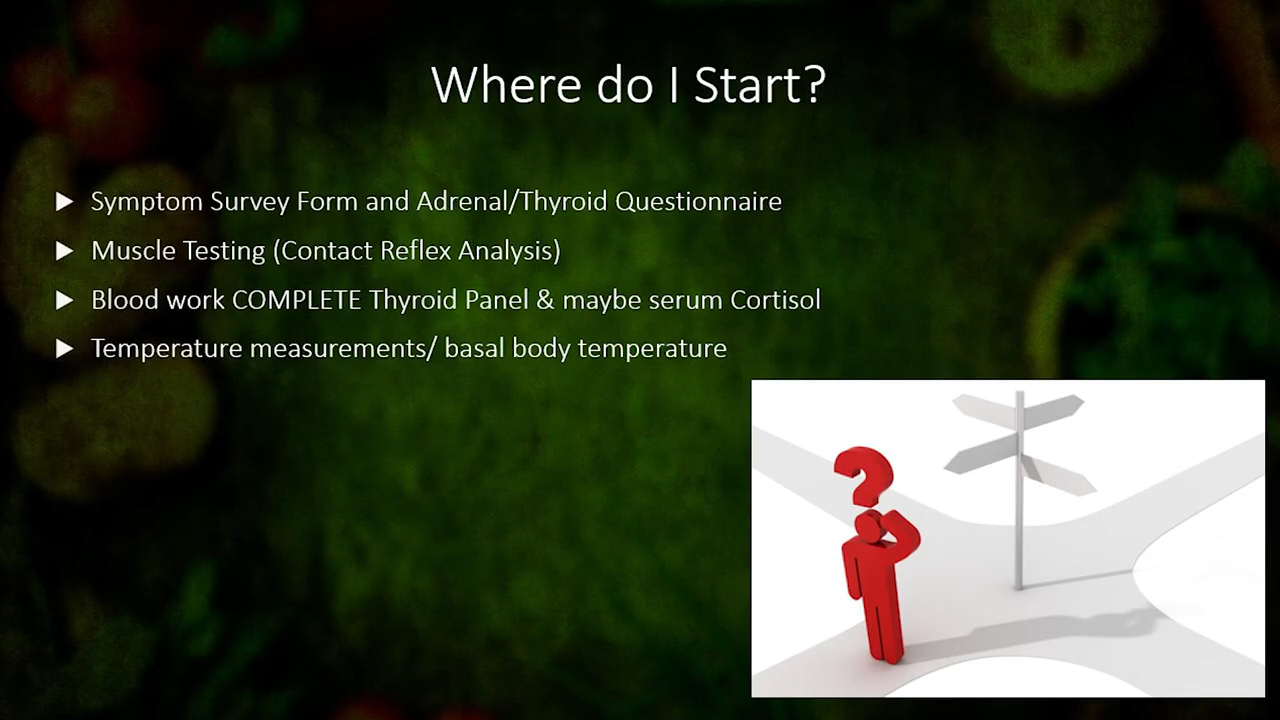 Where do I Start?
Symptom Survey Form and Adrenal/Thyroid Questionnaire
Muscle Testing (Contact Reflex Analysis)
Blood work COMPLETE Thyroid Panel & maybe serum Cortisol
Temperature measurements/ basal body temperature
?